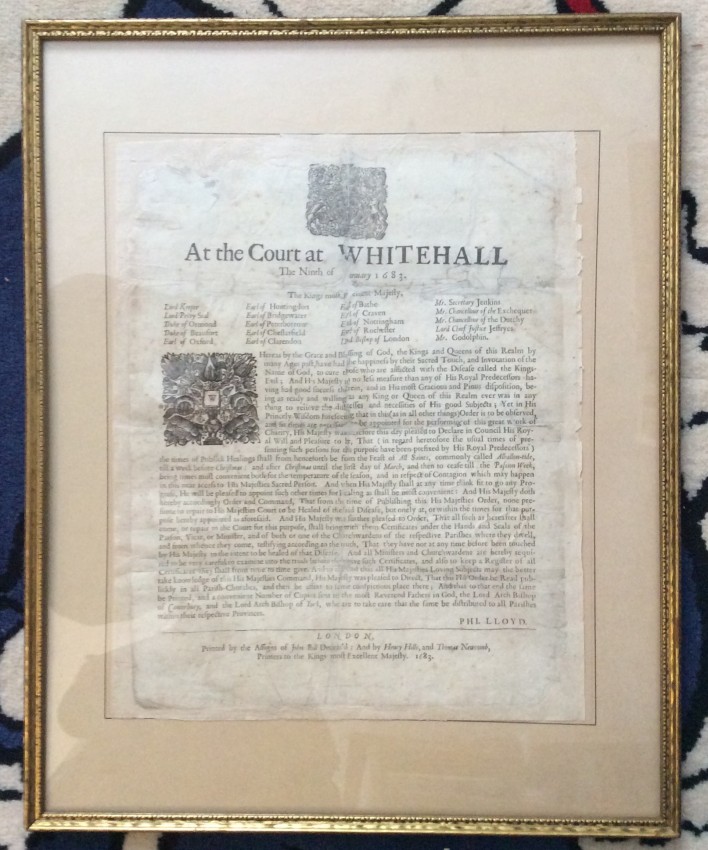 At the Court at WHITEHALL
The Ninth of January 1683.
The Kings most Excellent Majesty,
Lord Keeper
Lord Privy Seal
Duke of Ormond
Duke of Beaufort
Earl of Oxford
Earl of Huntingdon
Earl of Bridgewater
Earl of Peterborow
Earl of Chesterfield
Earl of Clarendon
Earl of Bathe
Earl of Craven
Earl of Nottingham
Earl of Rochester
Lord Bishop of London
Mr. Secretary Jenkins
Mr. Chancellour of the Exchequer
Mr. Chancellour of the Dutchy
Lord Chief Justice Jeffryes
Mr. Godolphin.
Hereas by the Grace and Blessing of God, the Kings and Queens of this Realm by
many Ages past, have had the happiness by their Sacred Touch, and Invocation of the
Name of God, to cure those who are afflicted with the Disease called the Kings-
Evil; And His Majesty in no less measure than any of His Royal Predecessors ha-
ving had good success therein, and in His most Gracious and Pious disposition, be-
ing as ready and willing as any King or Queen of this Realm ever was in any
thing to relieve the distresses and necessities of His good Subjects; Yet in His
Princely Wisdom foreseeing that in this (as in all other things) Order is to be observed,
and fit times are necessary to be appointed for the performing of this great work of
Charity, His Majesty was therefore this day pleased to Declare in Council His Roy-
al Will and Pleasure to be, That (in regard heretofore the usual times of pre-
senting such persons for this purpose have been prefixed by His Royal Predecessors)
the times of Publick Healings shall from henceforth be from the Feast of All Saints, commonly called Alhallon-tide,
till a week before Christmas; and after Christmas until the first day of March, and then to cease till the Passion Week,
being times most convenient both for the temperature of the season, and in respect of Contagion which may happen
in this near access to His Majesties Sacred Person. And when His Majesty shall at any time think fit to go any Pro-
gress, He will be pleased to appoint such other times for Healing as shall be most convenient: And His Majesty doth
hereby accordingly Order and Command, That from the time of Publishing this His Majesties Order, none pre-
sume to repair to His Majesties Court to be Healed of the said Disease, but onely at, or within the times for that pur-
pose hereby appointed as aforesaid. And His Majesty was further pleased to Order, That all such as hereafter shall
come, or repair to the Court for this purpose, shall bring with them Certificates under the Hands and Seals of the
Parson, Vicar, or Minister, and of both or one of the Churchwardens of the respective Parishes where they dwell,
and from whence they come, testifying according to the truth, That they have not at any time before been touched
by His Majesty to the intent to be healed of that Disease. And all Ministers and Churchwardens are hereby requi-
red to be very careful to examine into the truth before they give such Certificates, and also to keep a Register of all
Certificates they shall from time to time give. And to the end that all His Majesties Loving Subjects may the better
take knowledge of this His Majesties Command, His Majesty was pleased to Direct, That this His Order be Read pub-
lickly in all Parish-Churches, and then be affixt to some conspicuous place there; And that to that end the same
be Printed, and a convenient Number of Copies sent to the most Reverend Fathers in God, the Lord Arch Bishop
of Canterbury, and the Lord Arch Bishop of York, who are to take care that the same be distributed to all Parishes
within their respective Provinces.
PHI. LLOYD.
LONDON,
Printed by the Assigns of John Bill Deceas'd: And by Henry Hills, and Thomas Newcomb,
Printers to the Kings most Excellent Majesty. 1683.